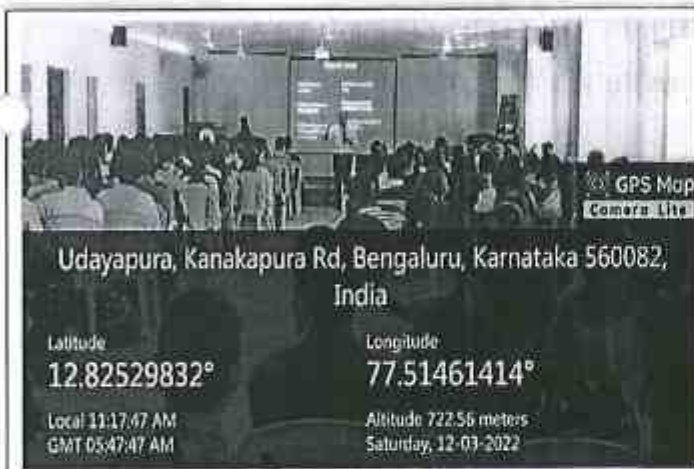 GPS Map
Camera Lite
Udayapura, Kanakapura Rd, Bengaluru, Karnataka 560082,
India
Latitude
12.82529832°
Longitude
77.51461414°
Local 11:17:47 AM
GMT 05:47:47 AM
Altitude 722.56 meters
Saturday, 12-03-2022